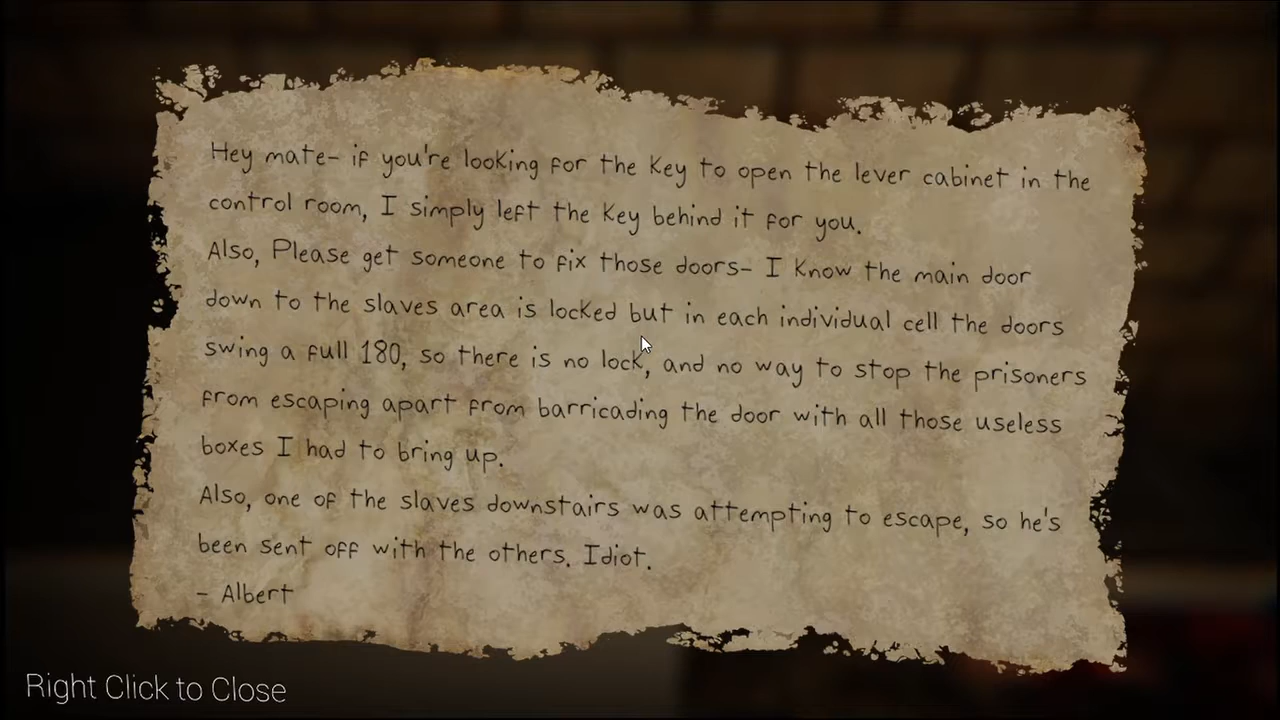 Hey mate- if you're looking for the key to open the lever cabinet in the
control room, I simply left the key behind it for you.
Also, Please get someone to fix those doors- I know the main door
down to the slaves area is locked but in each individual cell the doors
swing a full 180, so there is no lock, and no way to stop the prisoners
from escaping apart from barricading the door with all those useless
boxes I had to bring up.
Also, one of the slaves downstairs was attempting to escape, so he's
been sent off with the others. Idiot.
- Albert
Right Click to Close